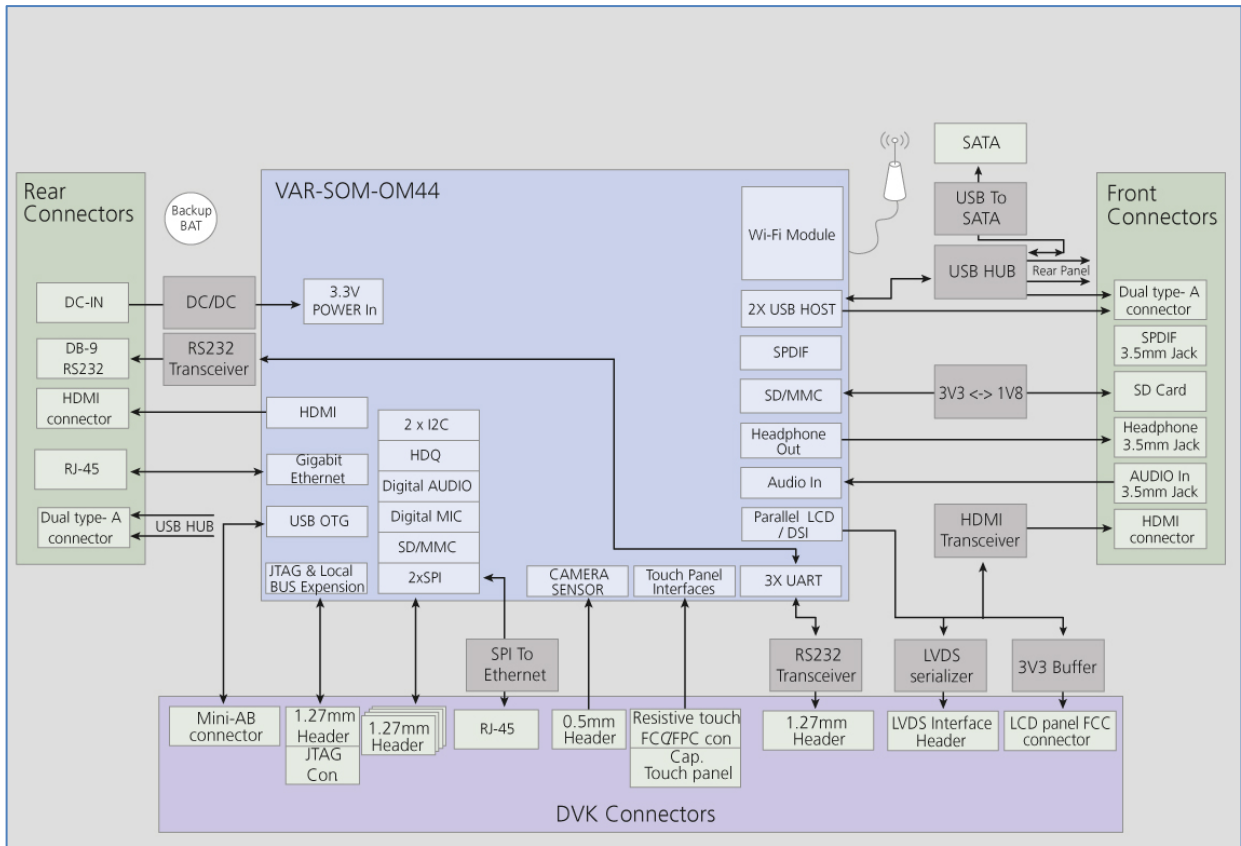 SATA
VAR-SOM-OM44
Rear
Connectors
Backup
BAT
USB To
SATA
Front
Connectors
Wi-Fi Module
USB HUB
Rear Panel
DC-IN
DC/DC
3.3V
POWER In
2X USB HOST
Dual type- A
connector
DB-9
RS232
RS232
Transceiver
SPDIF
SPDIF
3.5mm Jack
HDMI
connector
HDMI
2 x I2C
SD/MMC
3V3 <-> 1V8
SD Card
HDQ
Headphone
Out
Headphone
3.5mm Jack
RJ-45
Gigabit
Ethernet
Digital AUDIO
Audio In
AUDIO In
3.5mm Jack
Dual type- A
connector
USB HUB
USB OTG
Digital MIC
Parallel LCD
/ DSI
HDMI
Transceiver
HDMI
connector
SD/MMC
JTAG & Local
BUS Expension
2xSPI
CAMERA
SENSOR
Touch Panel
Interfaces
3X UART
SPI To
Ethernet
RS232
Transceiver
LVDS
serializer
3V3 Buffer
Mini-AB
connector
1.27mm
Header
JTAG
Con.
1.27mm
Header
RJ-45
0.5mm
Header
Resistive touch
FCC/FPC con
Cap.
Touch panel
1.27mm
Header
LVDS Interface
Header
LCD panel FCC
connector
DVK Connectors